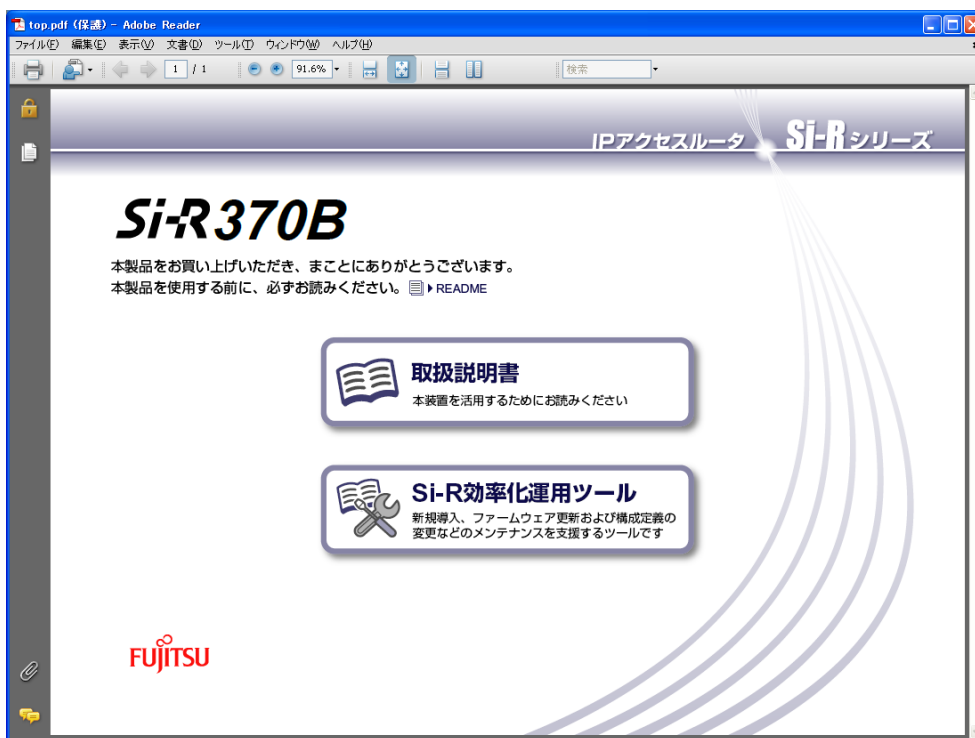 top.pdf (保護) - Adobe Reader
ファイル(F) 編集(E) 表示(V) 文書(D) ツール(T) ウィンドウ(W) ヘルプ(H)
1 / 1 91.6% 検索
IPアクセスルータ Si-Rシリーズ
Si-R 370B
本製品をお買い上げいただき、まことにありがとうございます。
本製品を使用する前に、必ずお読みください。 README
取扱説明書
本装置を活用するためにお読みください
Si-R効率化運用ツール
新規導入、ファームウェア更新および構成定義の
変更などのメンテナンスを支援するツールです
FUJITSU